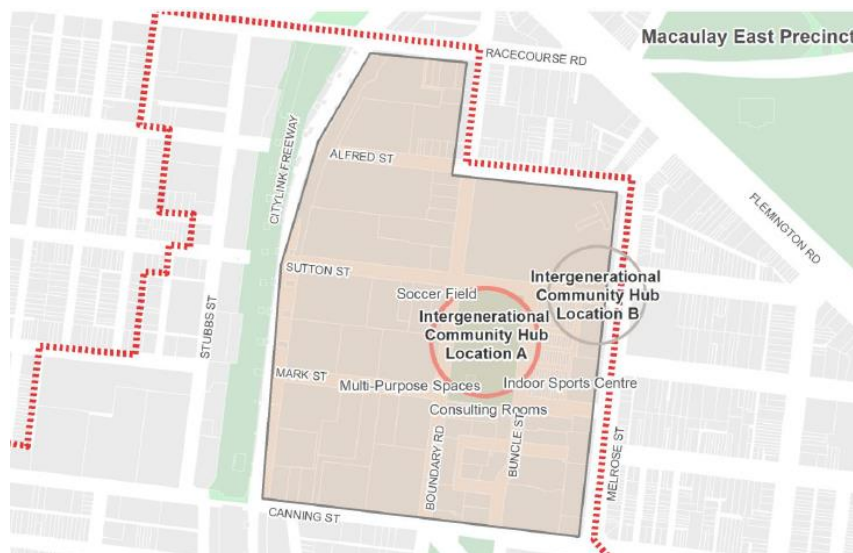 Macaulay East Precinct
RACECOURSE RD
ALFRED ST
CITYLINK FREEWAY
FLEMINGTON RD
SUTTON ST
Soccer Field
Intergenerational
Community Hub
Location B
Intergenerational
Community Hub
Location A
STUBBS ST
MARK ST
Multi-Purpose Spaces
Indoor Sports Centre
Consulting Rooms
BOUNDARY RD
BUNCLE ST
MELROSE ST
CANNING ST